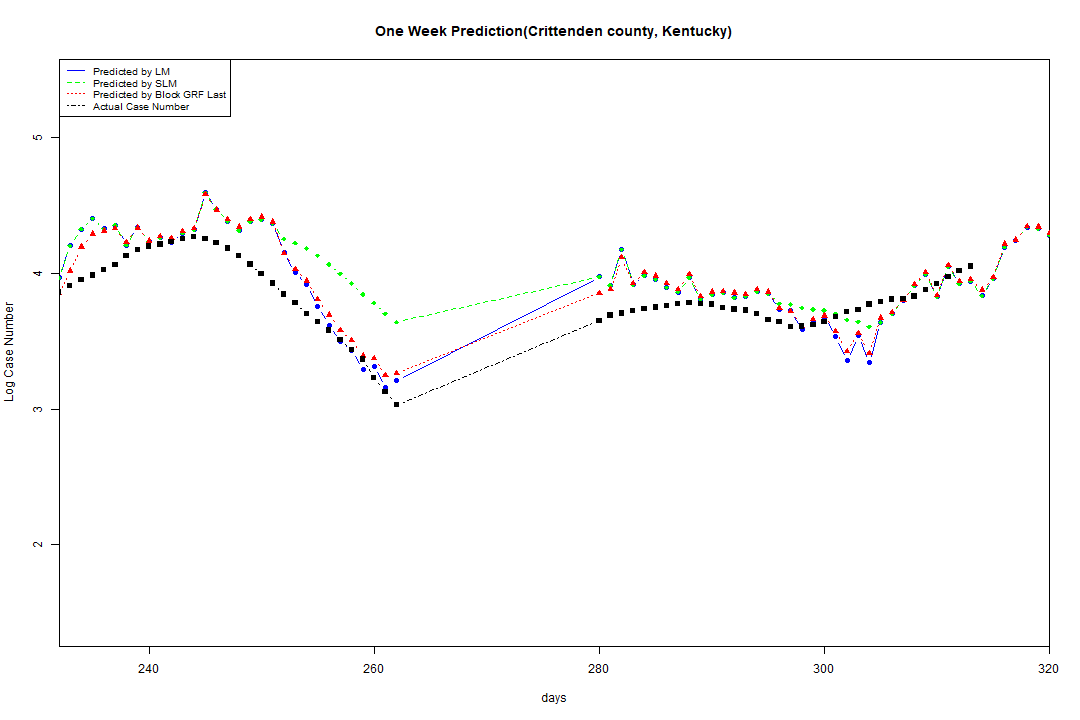 One Week Prediction(Crittenden county, Kentucky)
Predicted by LM
Predicted by SLM
Predicted by Block GRF Last
Actual Case Number
5
4
3
2
Log Case Number
240 260 280 300 320
days